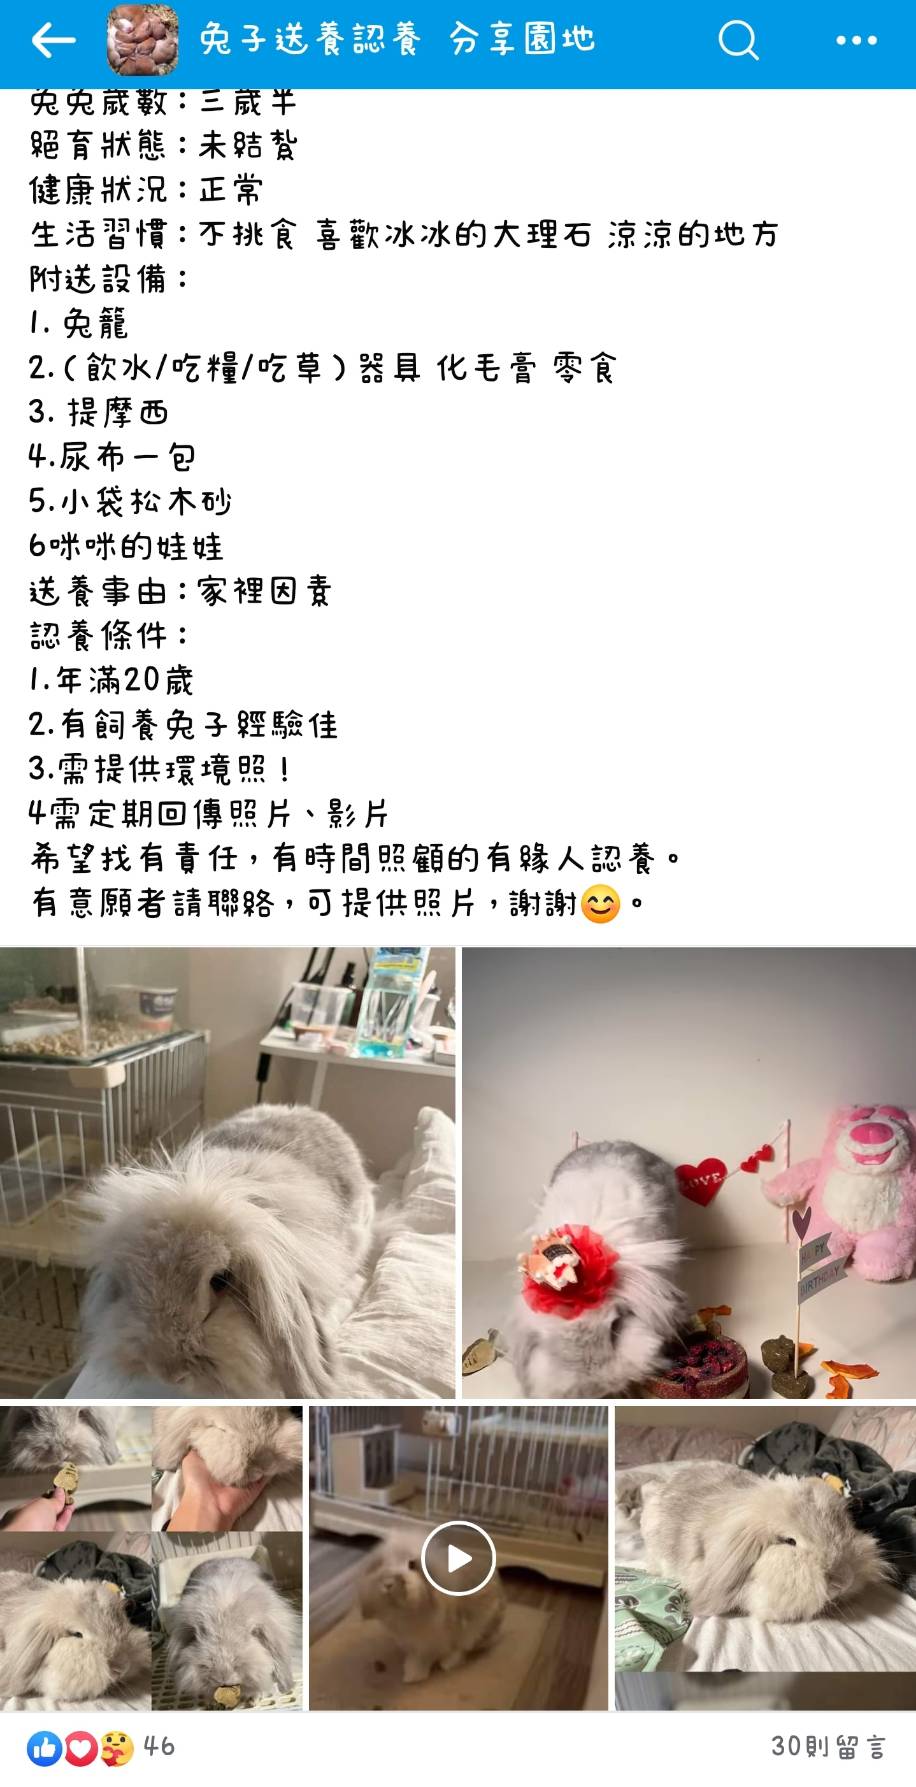 兔子送養認養 分享園地
兔兔歲數：三歲半
絕育狀態：未結紮
健康狀況：正常
生活習慣：不挑食 喜歡冰冰的大理石 涼涼的地方
附送設備：
1. 兔籠
2.(飲水/吃糧/吃草)器具 化毛膏 零食
3. 提摩西
4.尿布一包
5.小袋松木砂
6咪咪的娃娃
送養事由：家裡因素
認養條件：
1.年滿20歲
2.有飼養兔子經驗佳
3.需提供環境照！
4需定期回傳照片、影片
希望找有責任，有時間照顧的有緣人認養。
有意願者請聯絡，可提供照片，謝謝😊。
LOVE
HAPPY
BIRTHDAY
46
30則留言